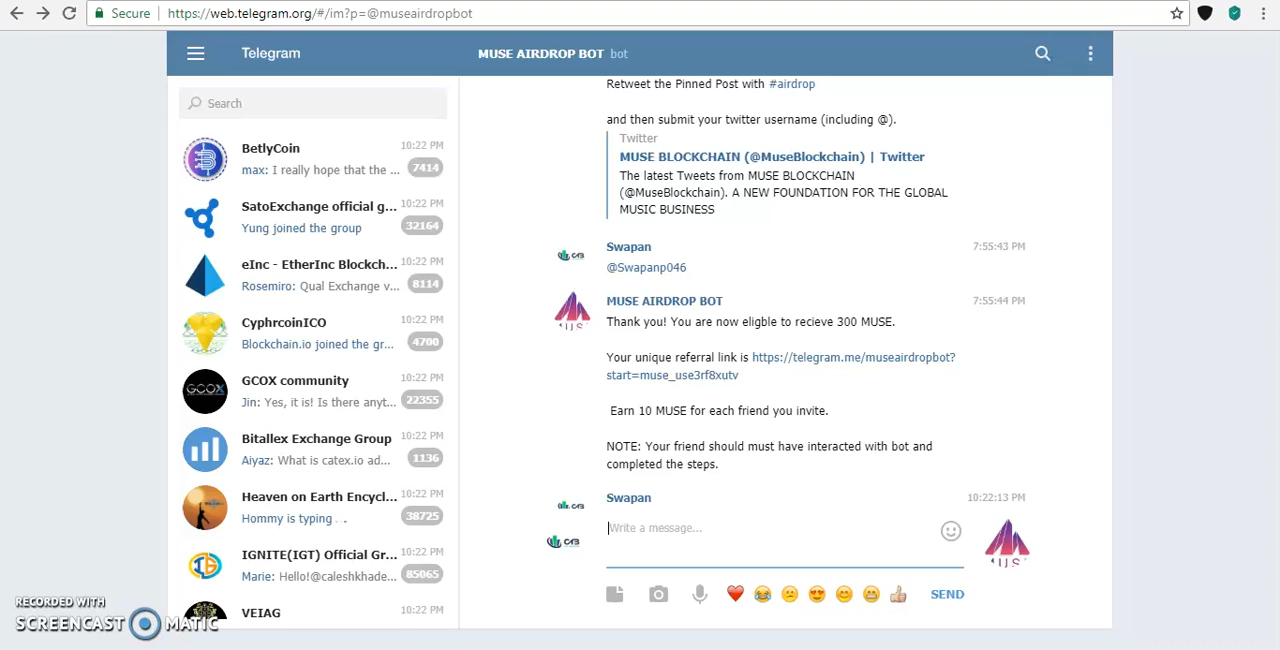 Secure
https://web.telegram.org/#/im?p=@museairdropbot
Telegram
MUSE AIRDROP BOT bot
Search
BetlyCoin 10:22 PM
max: I really hope that the ... 7414
SatoExchange official g... 10:22 PM
Yung joined the group 32164
eInc - EtherInc Blockch... 10:22 PM
Rosemiro: Qual Exchange v... 8114
CyphrcoinICO 10:22 PM
Blockchain.io joined the gr... 4700
GCOX community 10:22 PM
GCOX
Jin: Yes, it is! Is there anyt... 22355
Bitallex Exchange Group 10:22 PM
Aiyaz: What is catex.io ad... 1136
Heaven on Earth Encycl... 10:22 PM
Hommy is typing .. 38725
IGNITE(IGT) Official Gr... 10:22 PM
Marie: Hello!@caleshkhade... 85065
VEIAG 10:22 PM
Retweet the Pinned Post with #airdrop
and then submit your twitter username (including @).
Twitter
MUSE BLOCKCHAIN (@MuseBlockchain) | Twitter
The latest Tweets from MUSE BLOCKCHAIN
(@MuseBlockchain). A NEW FOUNDATION FOR THE GLOBAL
MUSIC BUSINESS
Swapan 7:55:43 PM
@Swapanp046
MUSE AIRDROP BOT 7:55:44 PM
Thank you! You are now eligble to recieve 300 MUSE.
Your unique referral link is https://telegram.me/museairdropbot?
start=muse_use3rf8xutv
Earn 10 MUSE for each friend you invite.
NOTE: Your friend should must have interacted with bot and
completed the steps.
Swapan 10:22:13 PM
Write a message...
SEND
RECORDED WITH
SCREENCAST MATIC